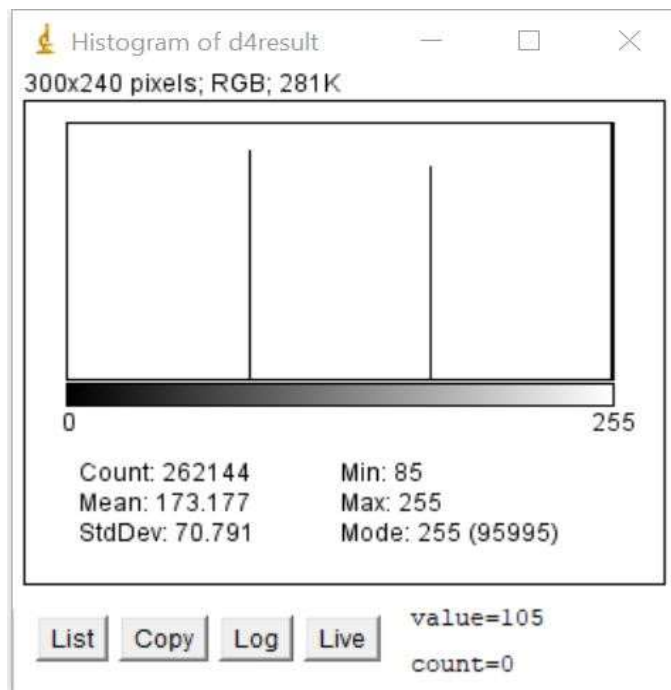 Histogram of d4result
300x240 pixels; RGB; 281K
0 255
Count: 262144 Min: 85
Mean: 173.177 Max: 255
StdDev: 70.791 Mode: 255 (95995)
List Copy Log Live value=105
count=0